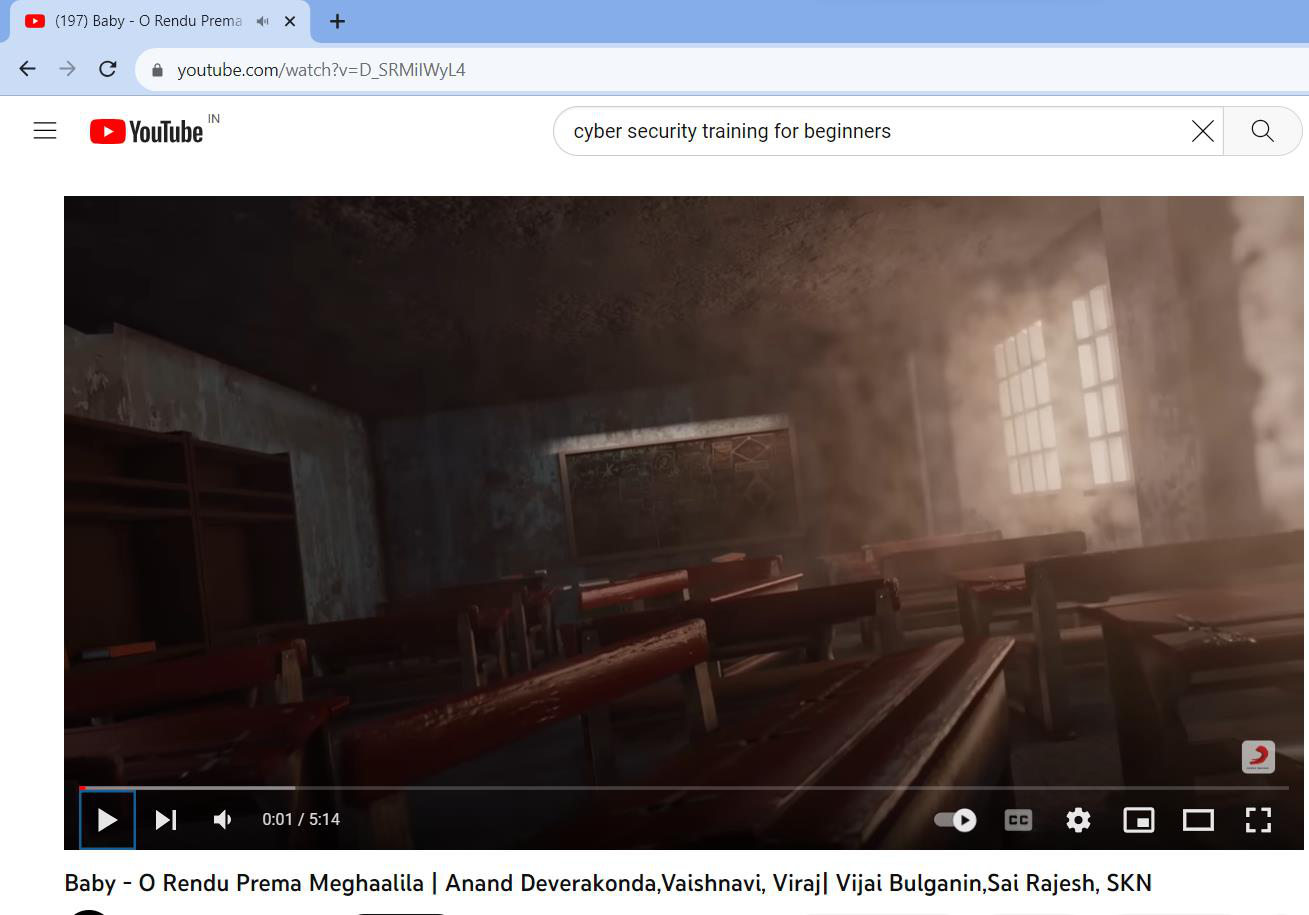 (197) Baby - O Rendu Prema
youtube.com/watch?v=D_SRMiIWyL4
YouTube IN
cyber security training for beginners
0:01 / 5:14
CC
Baby - O Rendu Prema Meghaalila | Anand Deverakonda,Vaishnavi, Viraj| Vijai Bulganin,Sai Rajesh, SKN